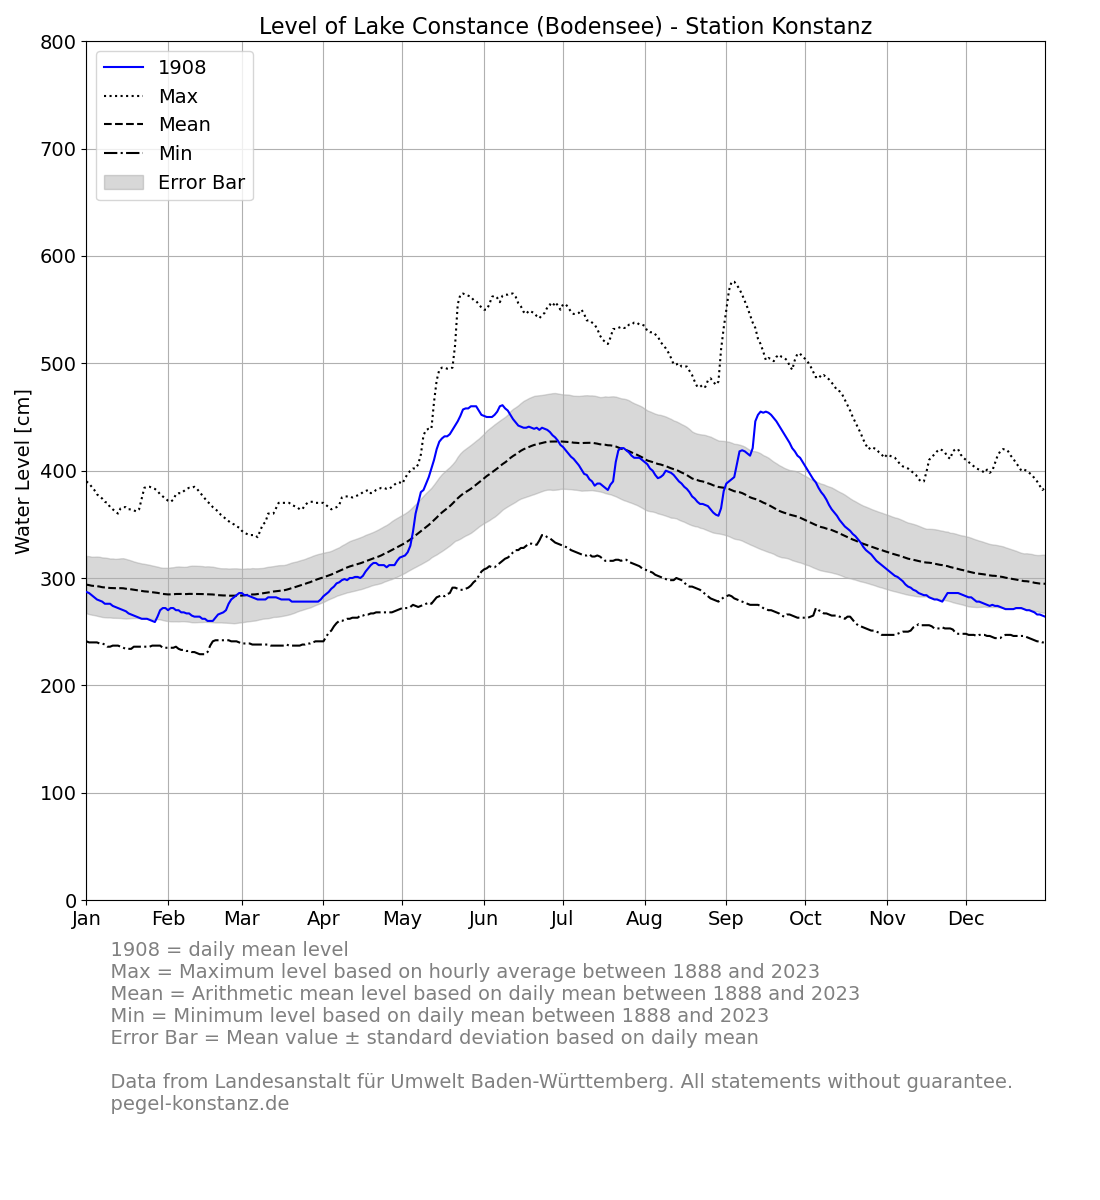 Level of Lake Constance (Bodensee) - Station Konstanz
800
700
600
500
400
300
200
100
0
Water Level [cm]
1908
Max
Mean
Min
Error Bar
Jan Feb Mar Apr May Jun Jul Aug Sep Oct Nov Dec
1908 = daily mean level
Max = Maximum level based on hourly average between 1888 and 2023
Mean = Arithmetic mean level based on daily mean between 1888 and 2023
Min = Minimum level based on daily mean between 1888 and 2023
Error Bar = Mean value ± standard deviation based on daily mean
Data from Landesanstalt für Umwelt Baden-Württemberg. All statements without guarantee.
pegel-konstanz.de